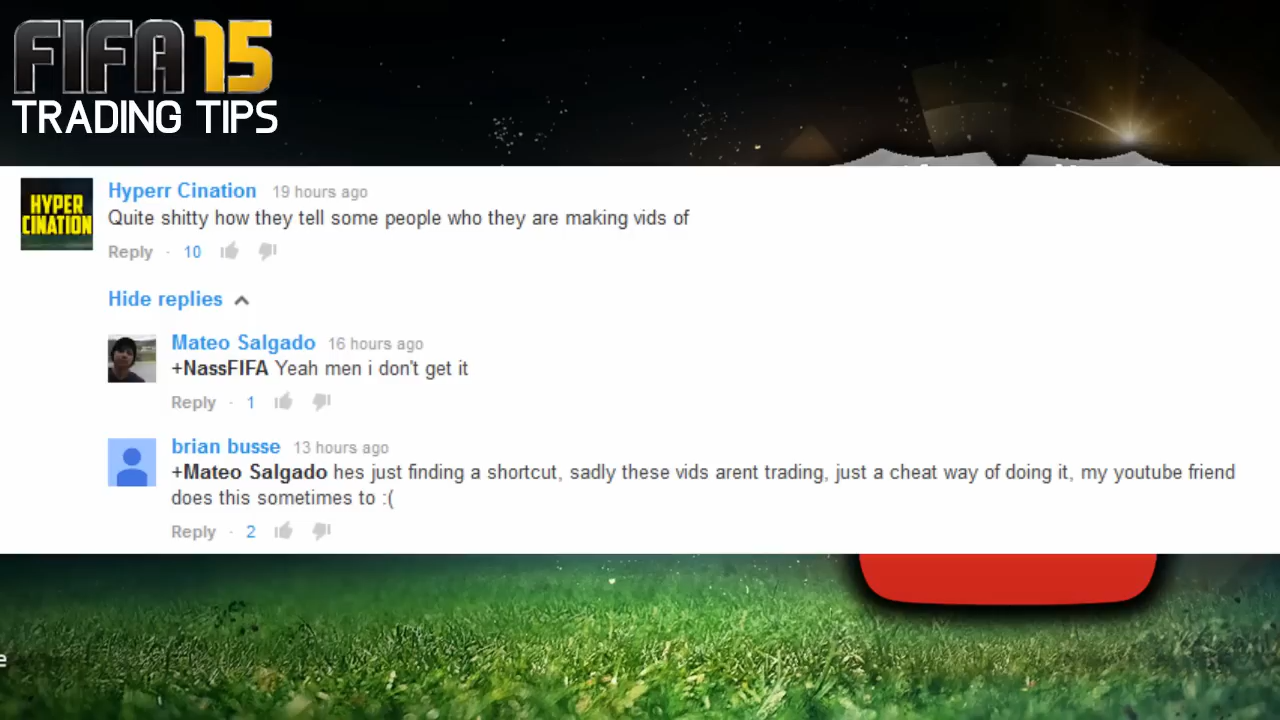 FIFA 15
TRADING TIPS
HYPER
CINATION
Hyperr Cination 19 hours ago
Quite shitty how they tell some people who they are making vids of
Reply · 10
Hide replies
Mateo Salgado 16 hours ago
+NassFIFA Yeah men i don't get it
Reply · 1
brian busse 13 hours ago
+Mateo Salgado hes just finding a shortcut, sadly these vids arent trading, just a cheat way of doing it, my youtube friend
does this sometimes to :(
Reply · 2
e